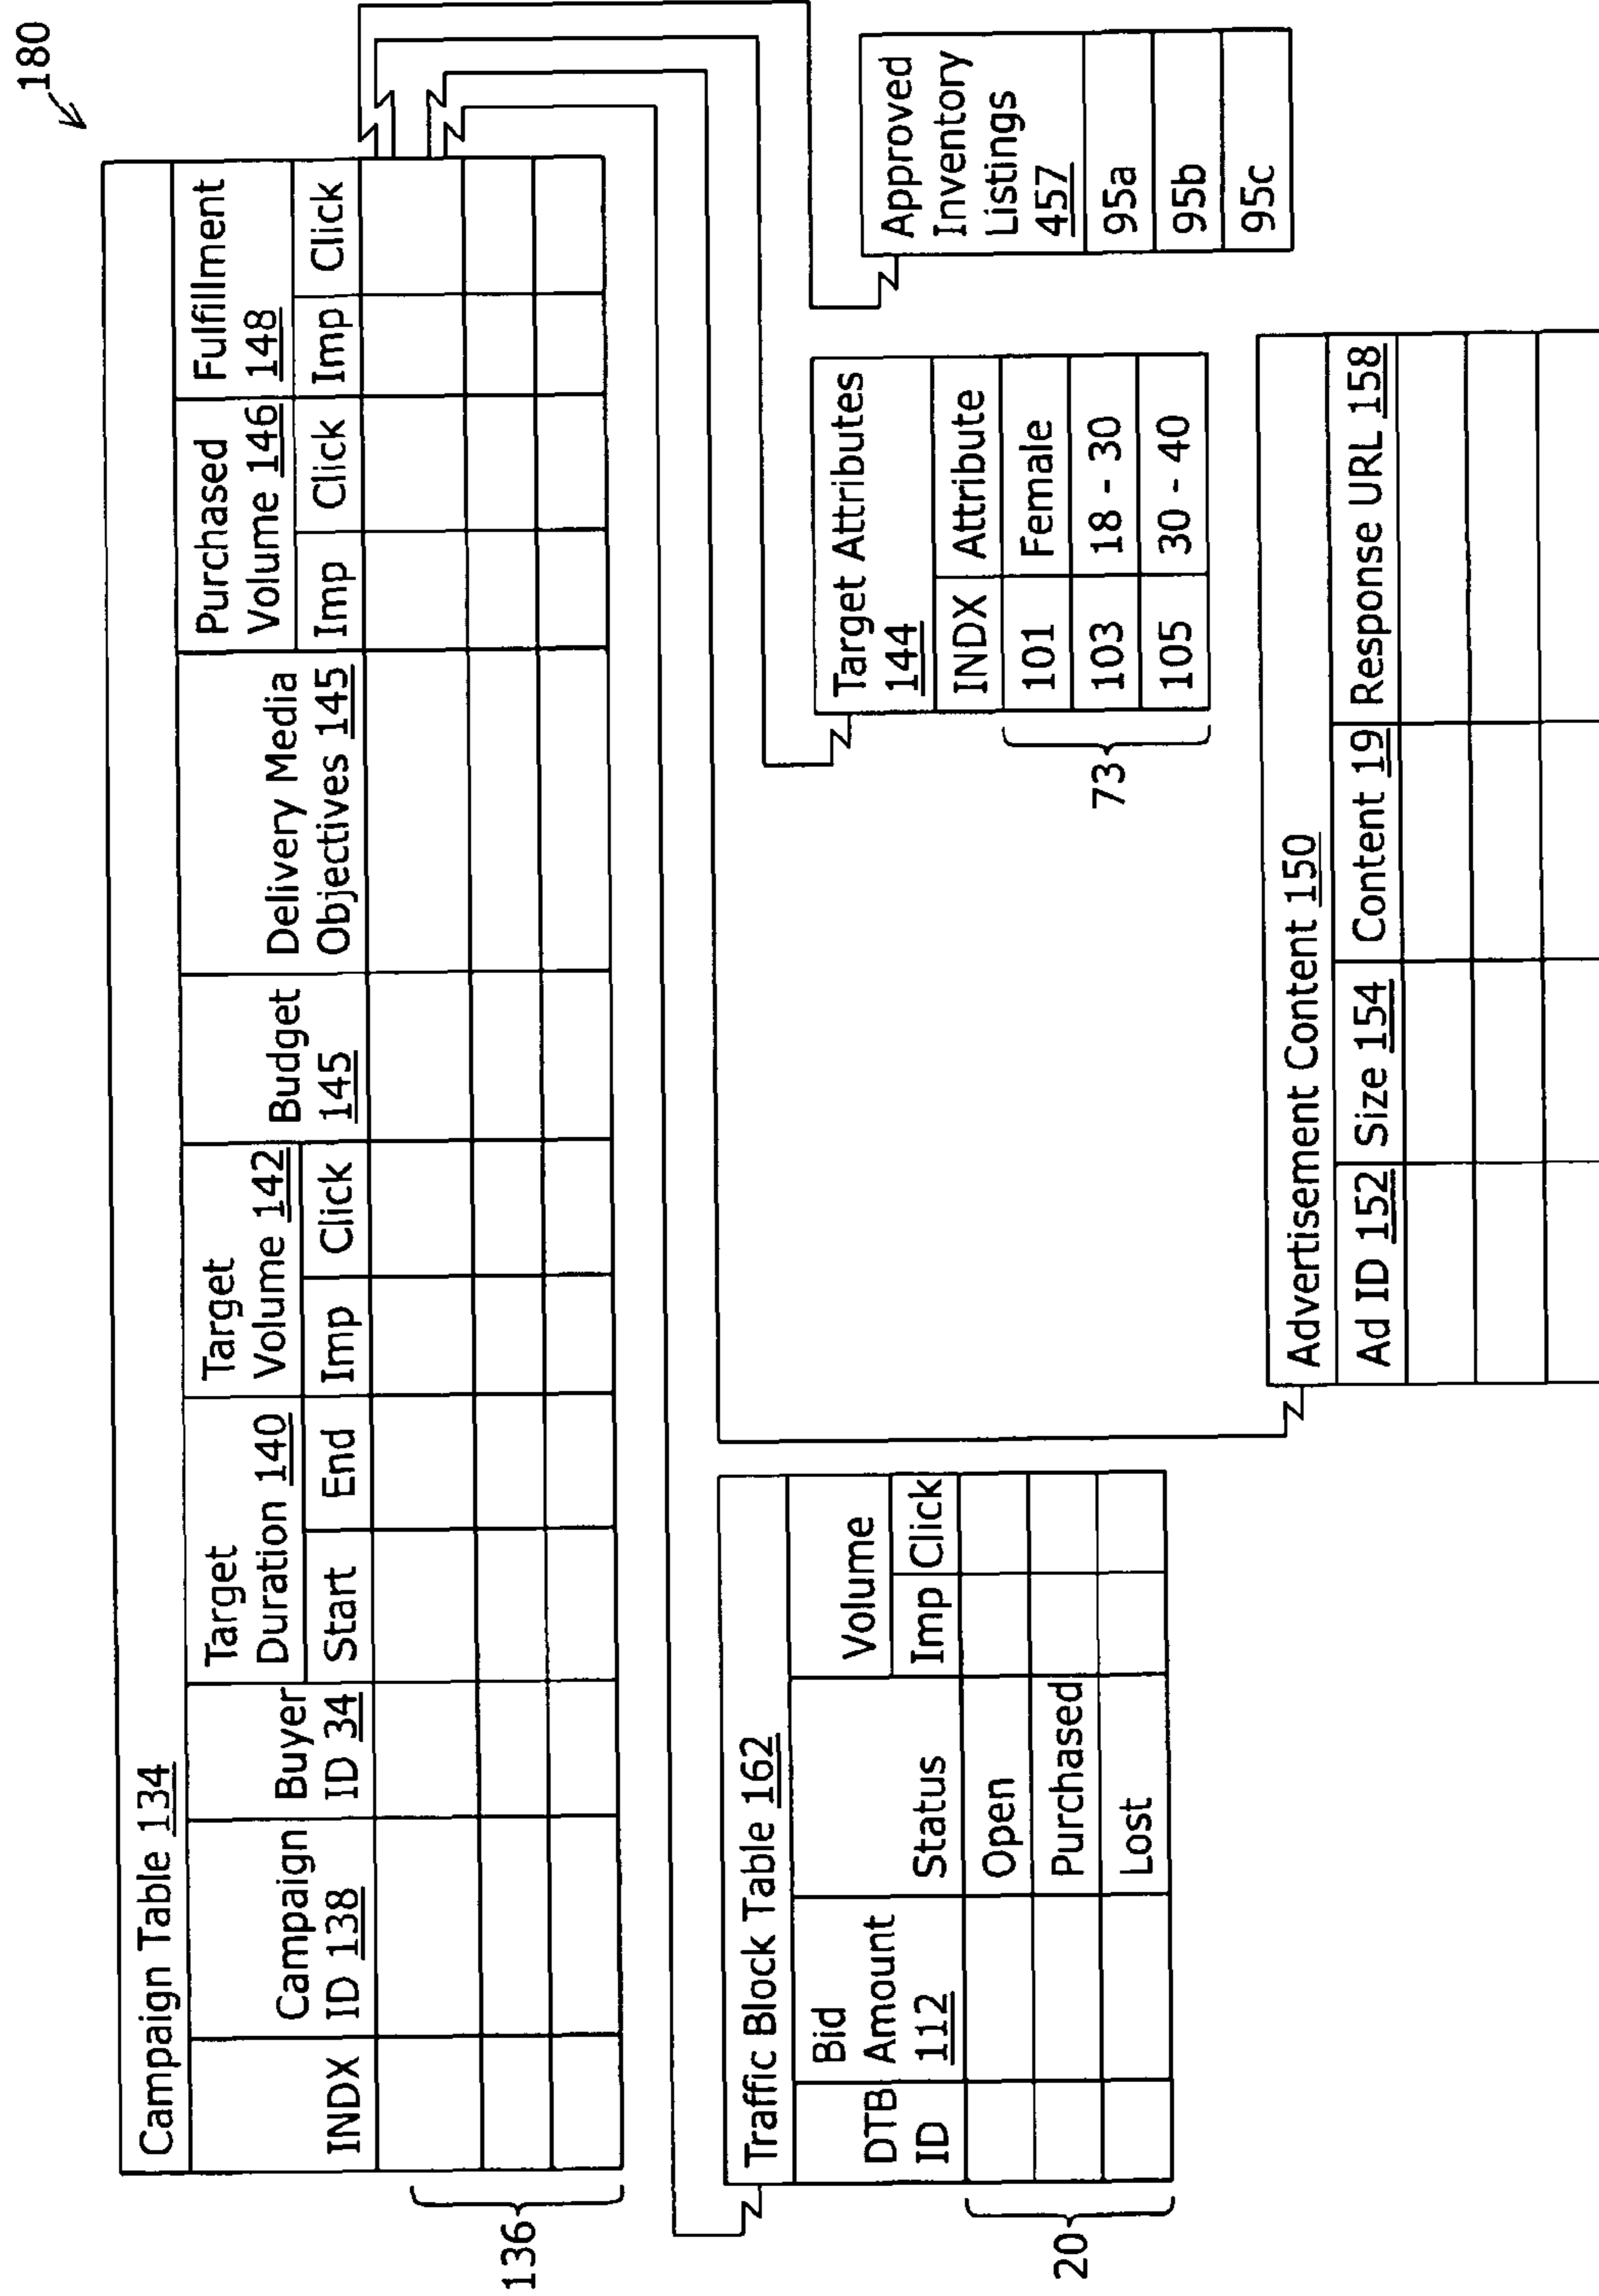 180
Campaign Table 134
INDX
Campaign
ID 138
Buyer
ID 34
Target
Duration 140
Start
End
Target
Volume 142
Imp
Click
Budget
145
Delivery Media
Objectives 145
Purchased
Volume 146
Imp
Click
Fulfillment
148
Imp
Click
136
Traffic Block Table 162
DTB
ID
Bid
Amount
112
Status
Volume
Imp
Click
Open
Purchased
Lost
20
Target Attributes
144
INDX
Attribute
101
Female
103
18 - 30
105
30 - 40
73
Approved
Inventory
Listings
457
95a
95b
95c
Advertisement Content 150
Ad ID 152
Size 154
Content 19
Response URL 158